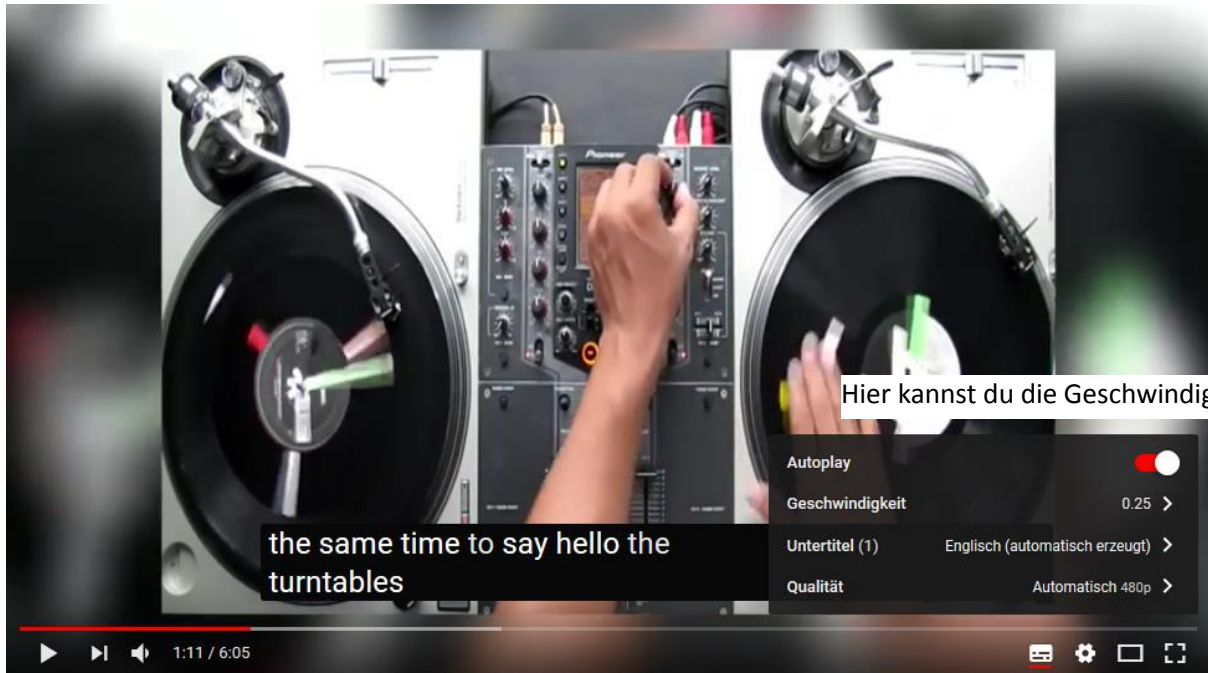 Pioneer
Hier kannst du die Geschwindig
Autoplay
Geschwindigkeit 0.25
Untertitel (1) Englisch (automatisch erzeugt)
Qualität Automatisch 480p
the same time to say hello the
turntables
1:11 / 6:05